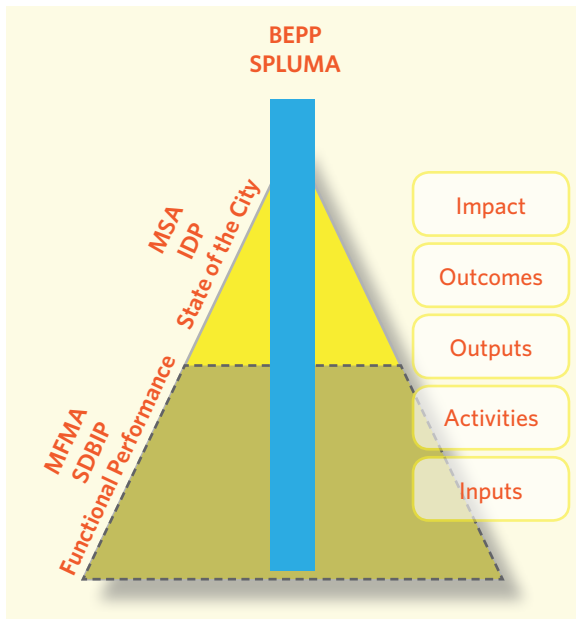 BEPP
SPLUMA
MSA
IDP
State of the City
MFMA
SDBIP
Functional Performance
Impact
Outcomes
Outputs
Activities
Inputs